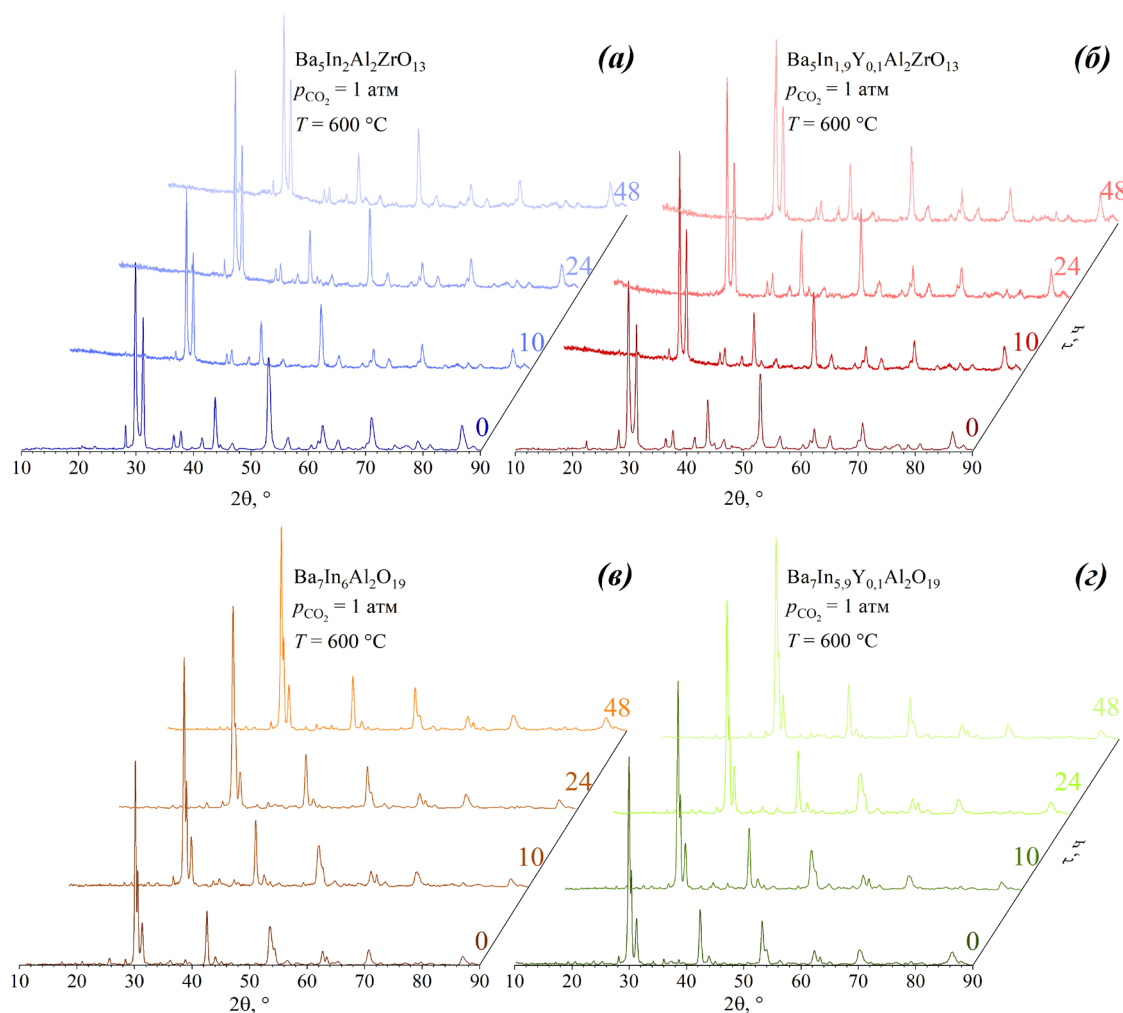 Ba₅In₂Al₂ZrO₁₃
p_CO₂ = 1 атм
T = 600 °C
(а)
48
24
10
0
10 20 30 40 50 60 70 80 90
2θ, °
Ba₅In₁,₉Y₀,₁Al₂ZrO₁₃
p_CO₂ = 1 атм
T = 600 °C
(б)
48
24
10
0
10 20 30 40 50 60 70 80 90
2θ, °
Ba₇In₆Al₂O₁₉
p_CO₂ = 1 атм
T = 600 °C
(в)
48
24
10
0
10 20 30 40 50 60 70 80 90
2θ, °
Ba₇In₅,₉Y₀,₁Al₂O₁₉
p_CO₂ = 1 атм
T = 600 °C
(г)
48
24
10
0
10 20 30 40 50 60 70 80 90
2θ, °